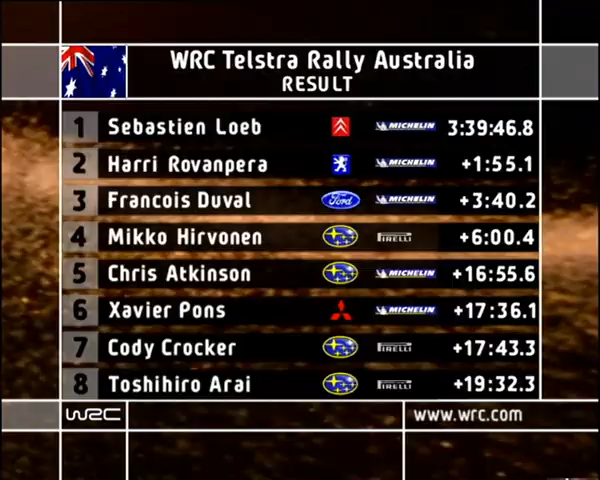 WRC Telstra Rally Australia
RESULT
1 Sebastien Loeb MICHELIN 3:39:46.8
2 Harri Rovanpera MICHELIN +1:55.1
3 Francois Duval Ford MICHELIN +3:40.2
4 Mikko Hirvonen PIRELLI +6:00.4
5 Chris Atkinson MICHELIN +16:55.6
6 Xavier Pons MICHELIN +17:36.1
7 Cody Crocker PIRELLI +17:43.3
8 Toshihiro Arai PIRELLI +19:32.3
WRC www.wrc.com